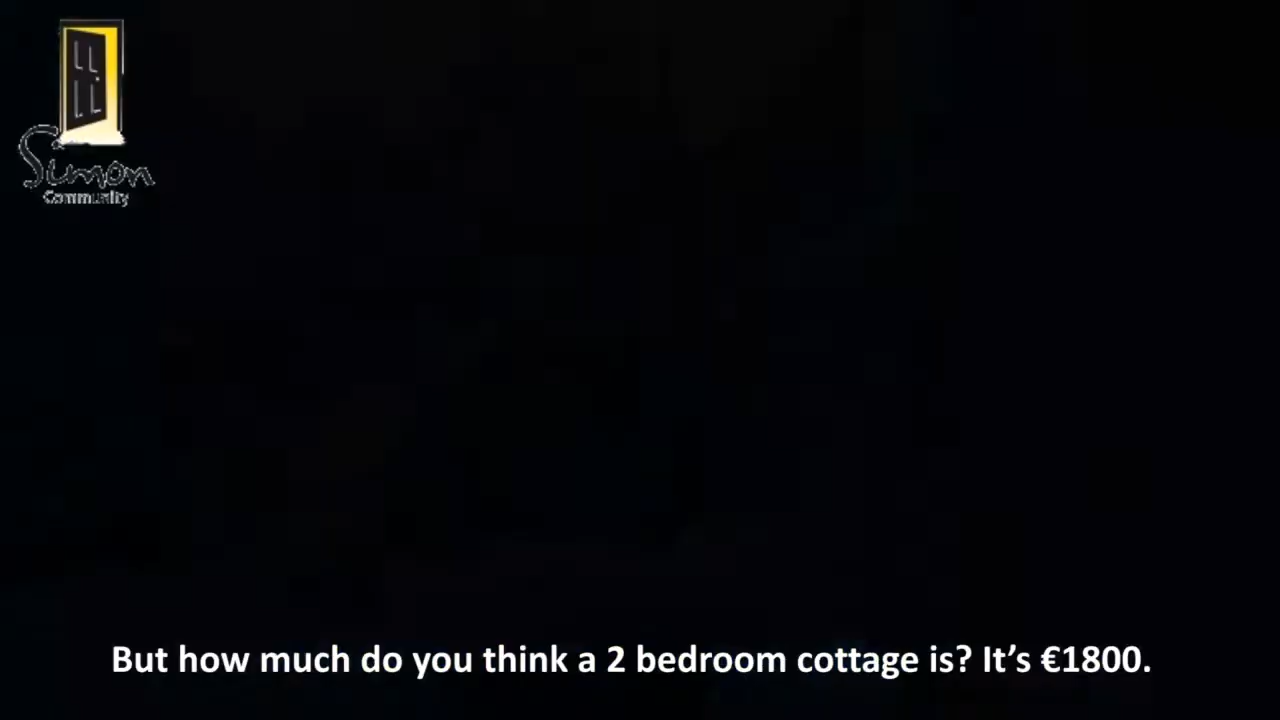 Simon
Community
But how much do you think a 2 bedroom cottage is? It’s €1800.